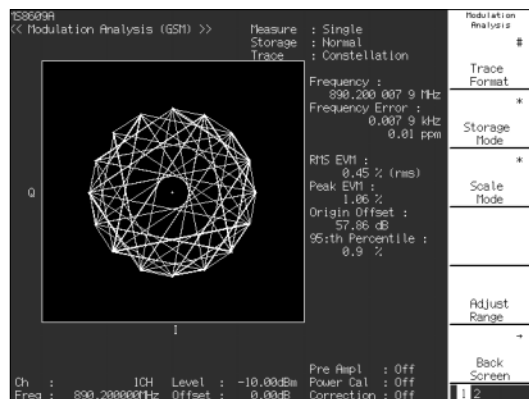 MS8609A
<< Modulation Analysis (GSM) >>
Measure : Single
Storage : Normal
Trace : Constellation
Frequency :
890.200 007 9 MHz
Frequency Error :
0.007 9 kHz
0.01 ppm
RMS EVM :
0.45 % (rms)
Peak EVM :
1.06 %
Origin Offset :
57.86 dB
95:th Percentile :
0.9 %
Q
I
Pre Ampl : Off
Ch : 1CH Level : -10.00dBm Power Cal : Off
Freq : 890.200000MHz Offset : 0.00dB Correction : Off
Modulation
Analysis
#
Trace
Format
*
Storage
Mode
*
Scale
Mode
Adjust
Range
→
Back
Screen
1 2